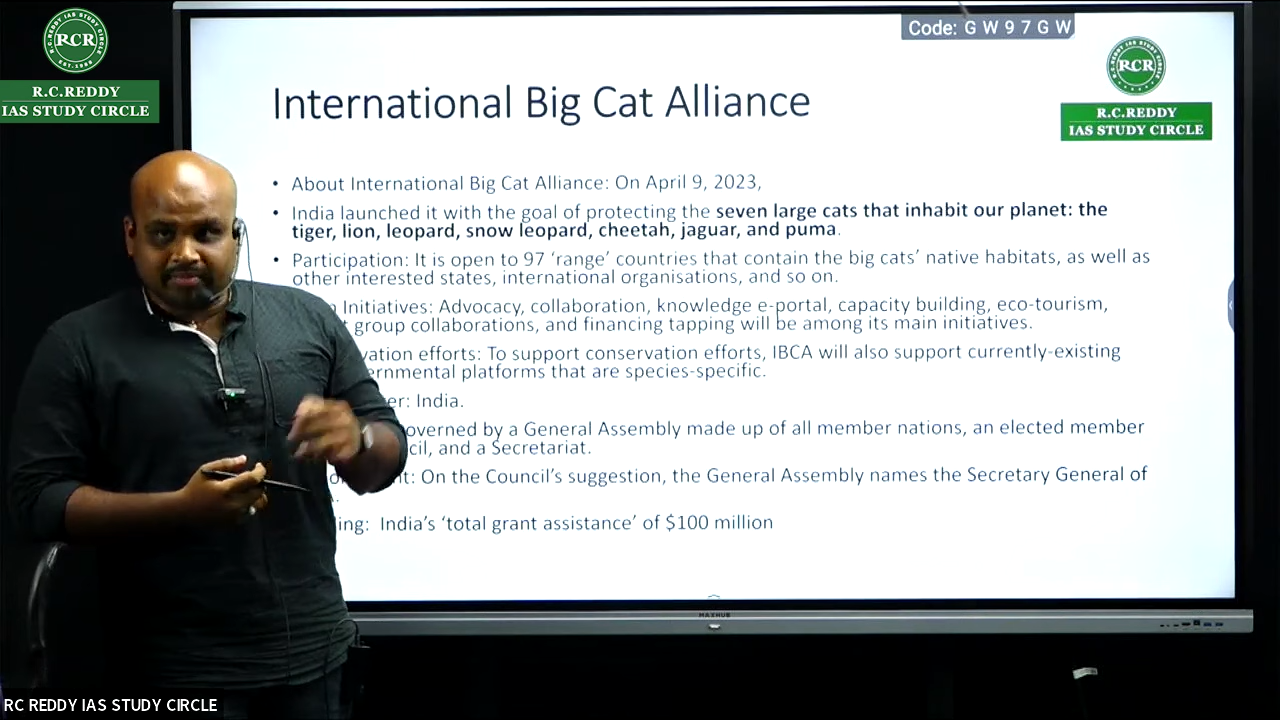 RCR
EST. 1989
R.C.REDDY
IAS STUDY CIRCLE
Code: G W 9 7 G W
RCR
R.C.REDDY
IAS STUDY CIRCLE
International Big Cat Alliance
• About International Big Cat Alliance: On April 9, 2023,
• India launched it with the goal of protecting the seven large cats that inhabit our planet: the
tiger, lion, leopard, snow leopard, cheetah, jaguar, and puma.
• Participation: It is open to 97 ‘range’ countries that contain the big cats’ native habitats, as well as
other interested states, international organisations, and so on.
Initiatives: Advocacy, collaboration, knowledge e-portal, capacity building, eco-tourism,
group collaborations, and financing tapping will be among its main initiatives.
efforts: To support conservation efforts, IBCA will also support currently-existing
platforms that are species-specific.
India.
overned by a General Assembly made up of all member nations, an elected member
and a Secretariat.
On the Council’s suggestion, the General Assembly names the Secretary General of
India’s ‘total grant assistance’ of $100 million
MAXHUB
RC REDDY IAS STUDY CIRCLE